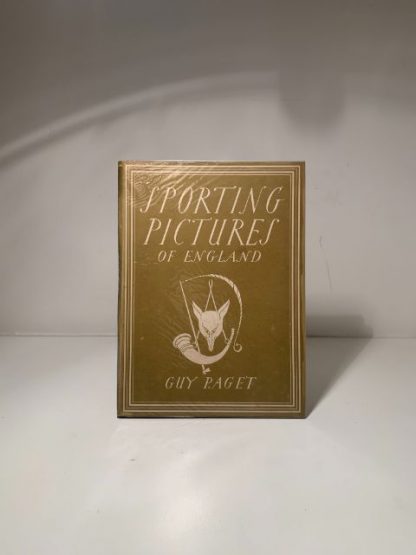 SPORTING
PICTURES
OF ENGLAND
GUY PAGET